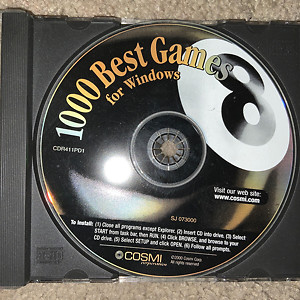 1000 Best Games
for Windows
8
CDR411PD1
Visit our web site:
www.cosmi.com
SJ 073000
To Install: (1) Close all programs except Explorer. (2) Insert CD into drive. (3) Select
START from task bar, then RUN. (4) Click BROWSE, and browse to your
CD drive. (5) Select SETUP and click OPEN. (6) Follow all prompts.
COSMI
corporation
©2000 Cosmi Corp.
All rights reserved.